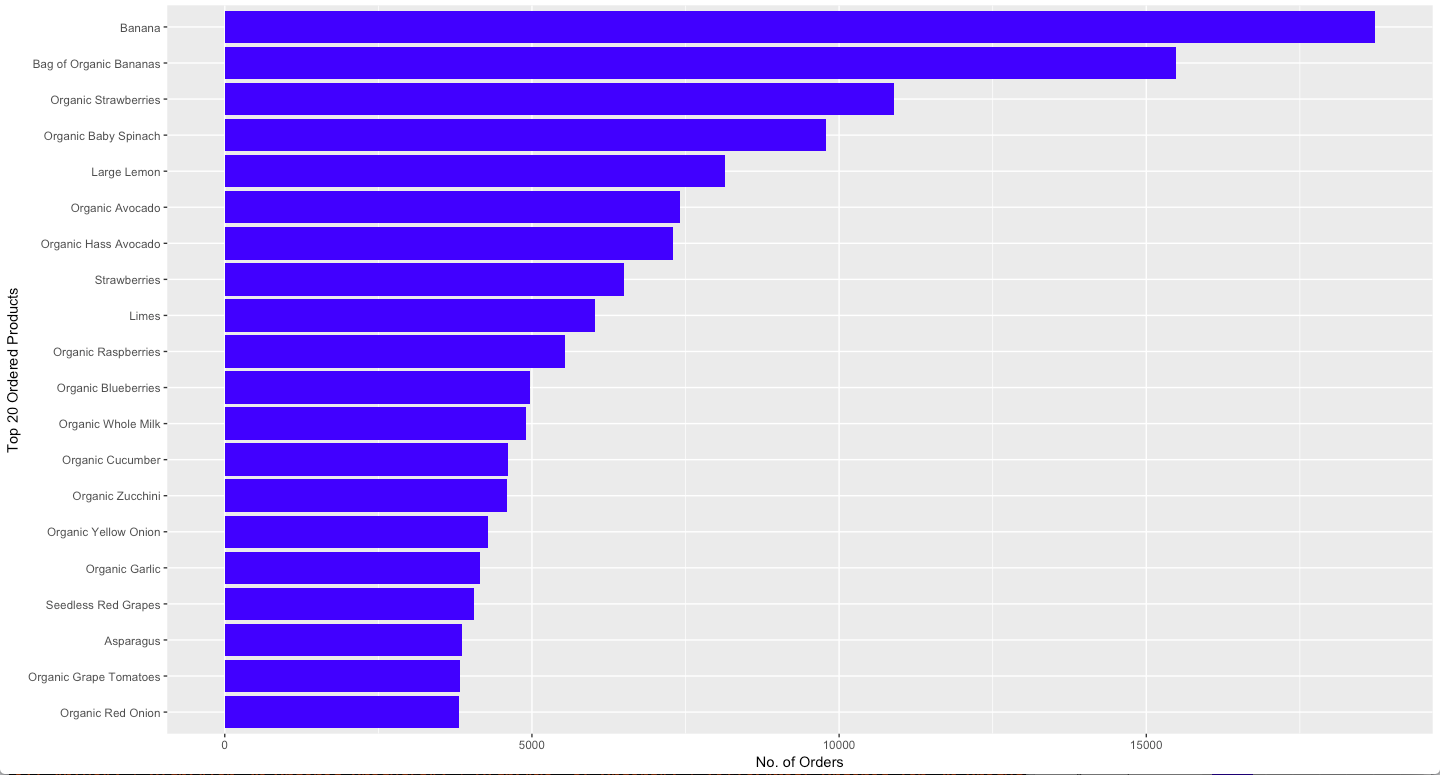 Banana
Bag of Organic Bananas
Organic Strawberries
Organic Baby Spinach
Large Lemon
Organic Avocado
Organic Hass Avocado
Strawberries
Limes
Organic Raspberries
Organic Blueberries
Organic Whole Milk
Organic Cucumber
Organic Zucchini
Organic Yellow Onion
Organic Garlic
Seedless Red Grapes
Asparagus
Organic Grape Tomatoes
Organic Red Onion
Top 20 Ordered Products
0 5000 10000 15000
No. of Orders